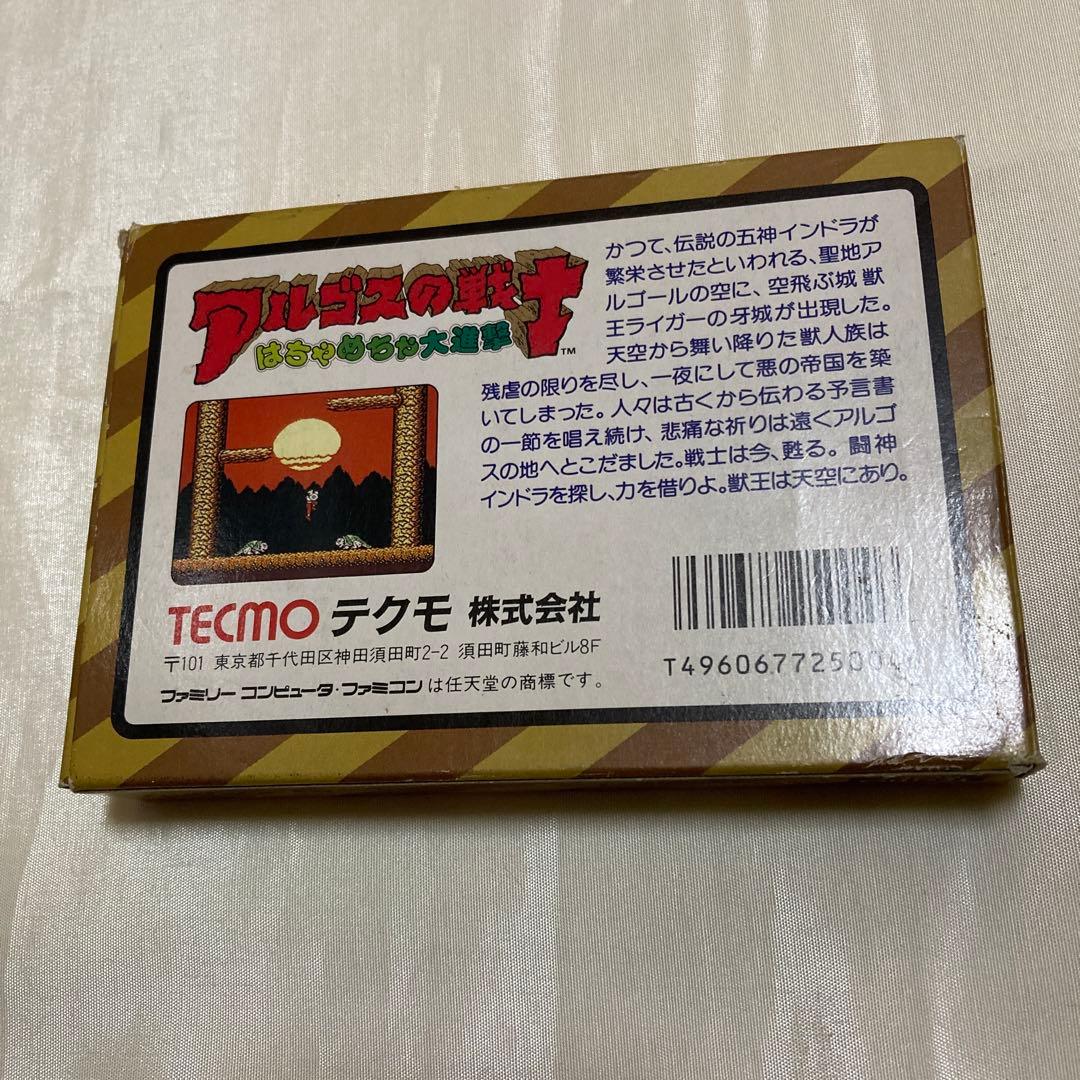 アルゴスの戦士
はちゃめちゃ大進撃
TM
かつて、伝説の五神インドラが
繁栄させたといわれる、聖地ア
ルゴールの空に、空飛ぶ城 獣
王ライガーの牙城が出現した。
天空から舞い降りた獣人族は
残虐の限りを尽し、一夜にして悪の帝国を築
いてしまった。人々は古くから伝わる予言書
の一節を唱え続け、悲痛な祈りは遠くアルゴ
スの地へとこだました。戦士は今、甦る。闘神
インドラを探し、力を借りよ。獣王は天空にあり。
TECMO テクモ 株式会社
〒101 東京都千代田区神田須田町2-2 須田町藤和ビル8F
ファミリーコンピュータ・ファミコンは任天堂の商標です。
T496067725004